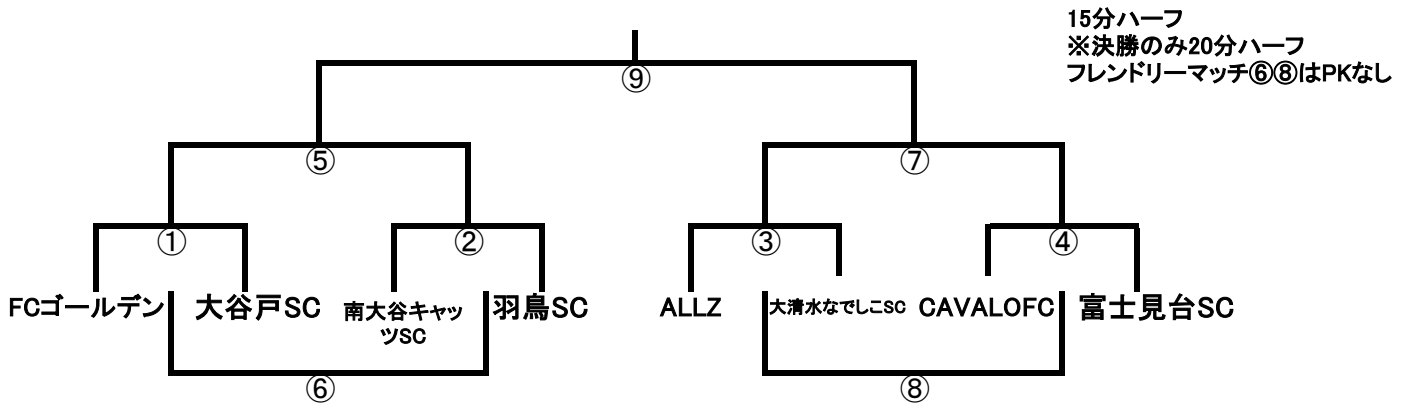 15分ハーフ
※決勝のみ20分ハーフ
フレンドリーマッチ⑥⑧はPKなし
⑨
⑤
⑦
①
②
③
④
FCゴールデン
大谷戸SC
南大谷キャッ
ツSC
羽鳥SC
ALLZ
大清水なでしこSC
CAVALOFC
富士見台SC
⑥
⑧